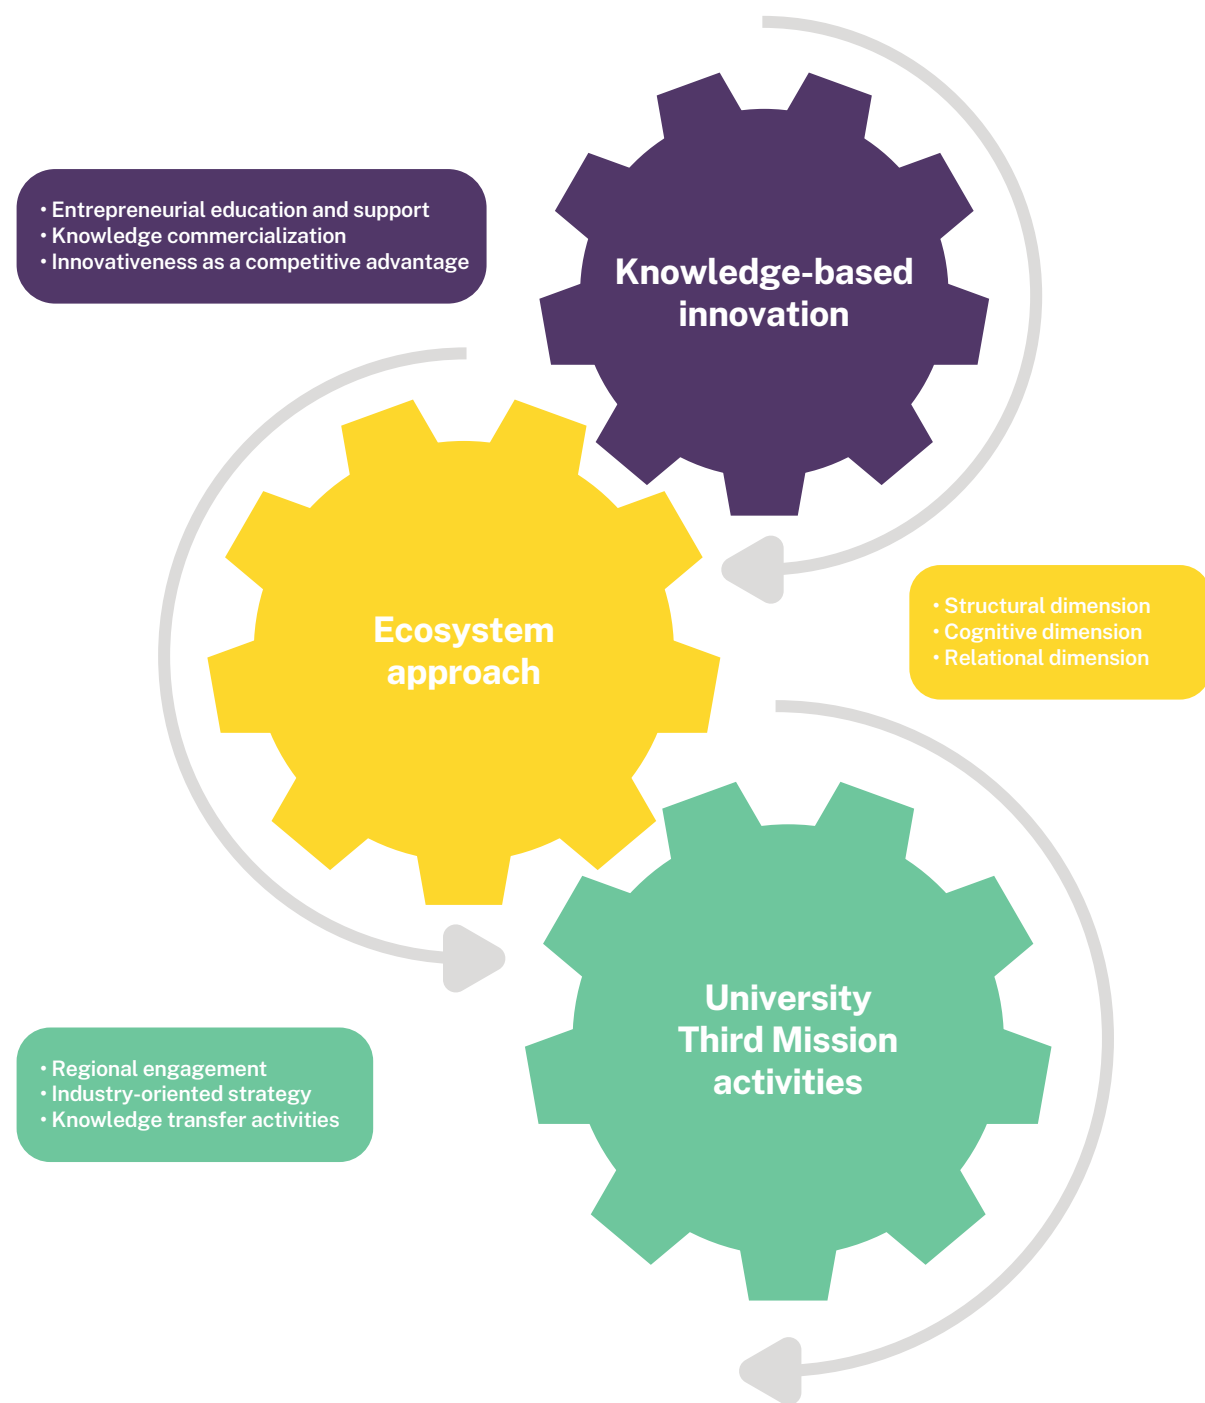 • Entrepreneurial education and support
• Knowledge commercialization
• Innovativeness as a competitive advantage
Knowledge-based
innovation
Ecosystem
approach
• Structural dimension
• Cognitive dimension
• Relational dimension
University
Third Mission
activities
• Regional engagement
• Industry-oriented strategy
• Knowledge transfer activities